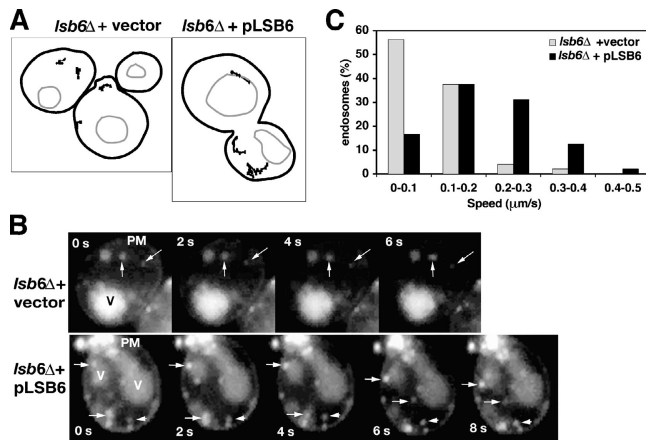 A
lsb6Δ + vector
lsb6Δ + pLSB6
C
60
50
40
30
20
10
0
endosomes (%)
lsb6Δ +vector
lsb6Δ + pLSB6
0-0.1
0.1-0.2
0.2-0.3
0.3-0.4
0.4-0.5
Speed (μm/s)
B
lsb6Δ+
vector
0 s
PM
V
2 s
4 s
6 s
lsb6Δ+
pLSB6
PM
V
V
0 s
2 s
4 s
6 s
8 s